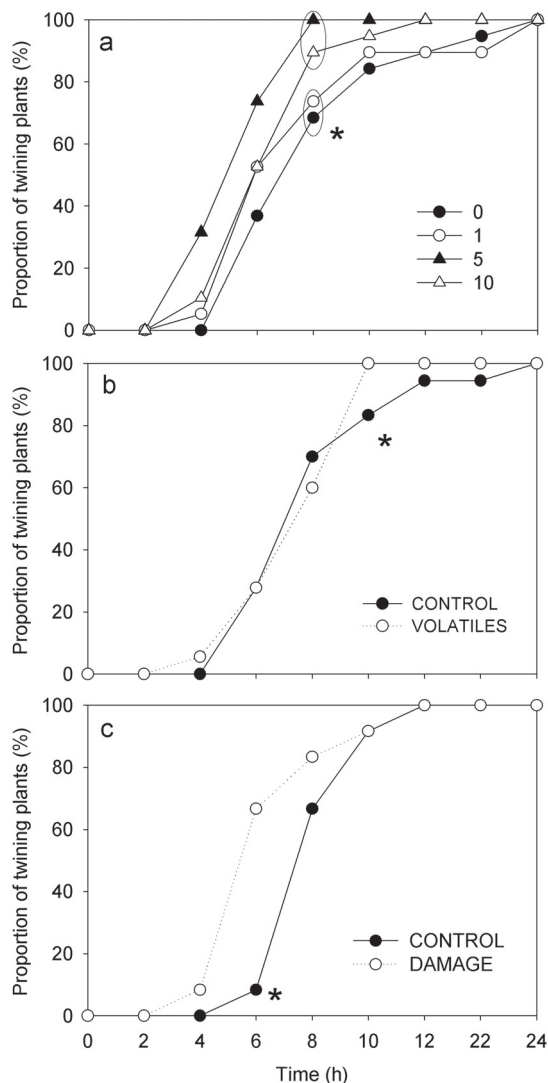 a
Proportion of twining plants (%)
100
80
60
40
20
0
*
0
1
5
10
b
Proportion of twining plants (%)
100
80
60
40
20
0
*
CONTROL
VOLATILES
c
Proportion of twining plants (%)
100
80
60
40
20
0
*
CONTROL
DAMAGE
0 2 4 6 8 10 12 22 24
Time (h)